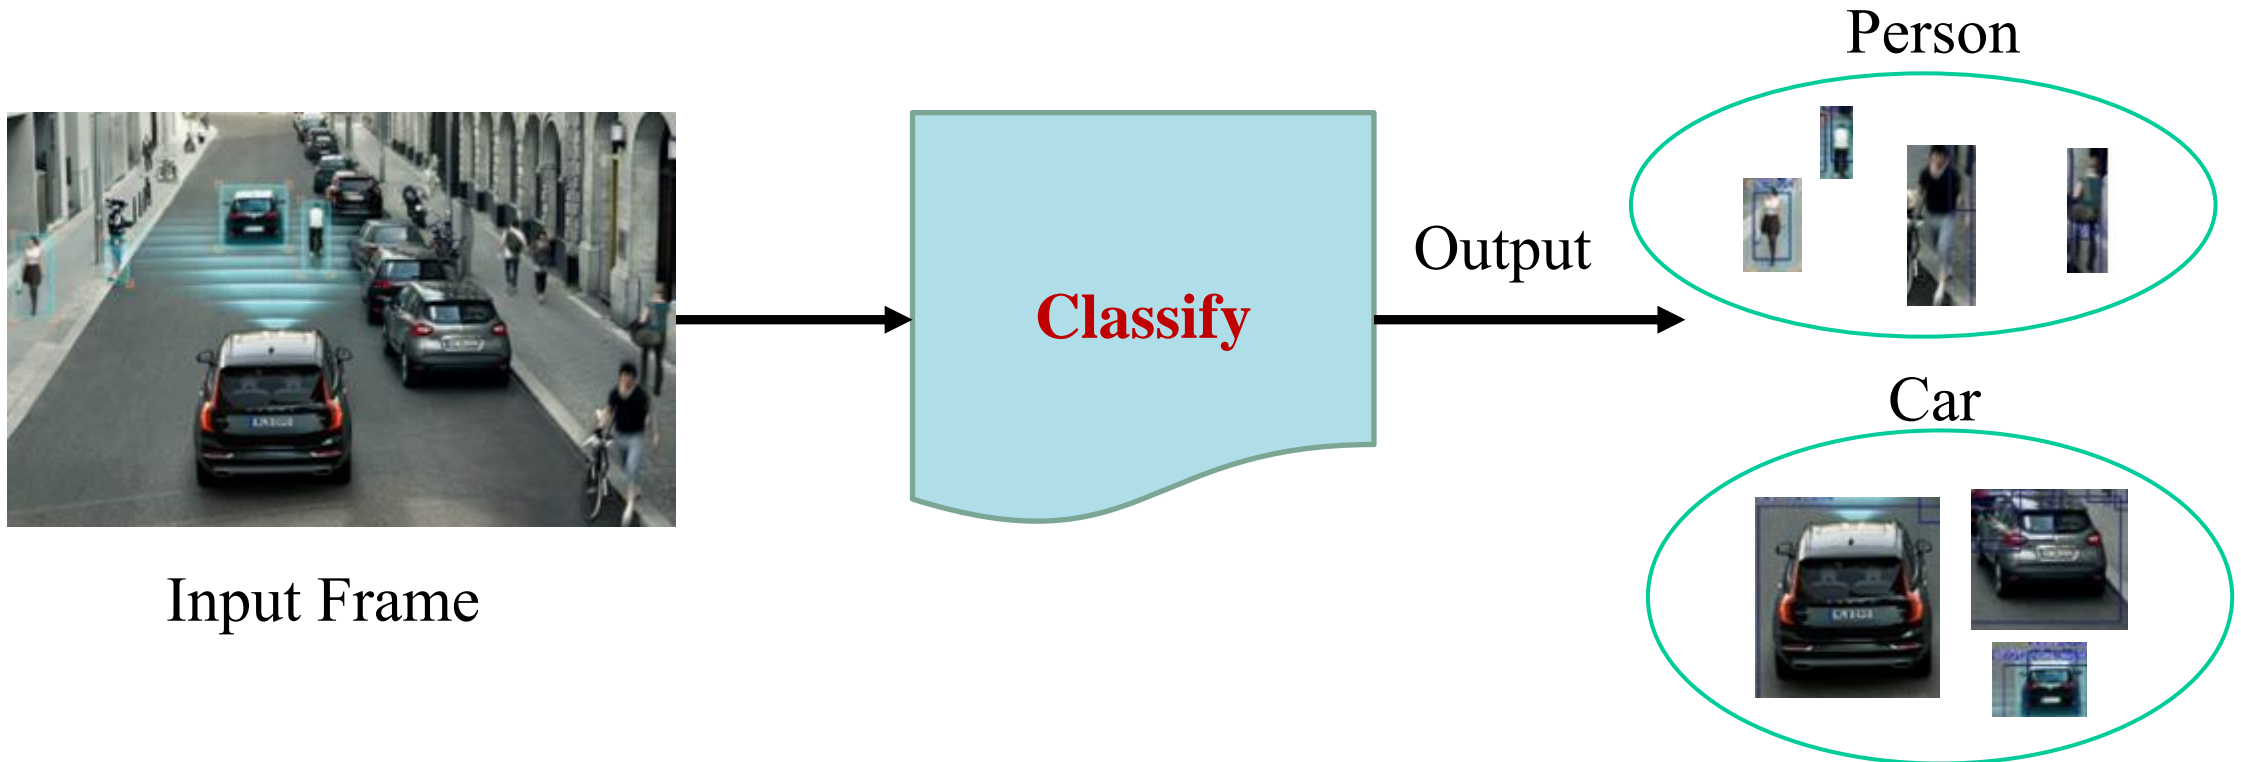 Person
Output
Classify
Car
Input Frame